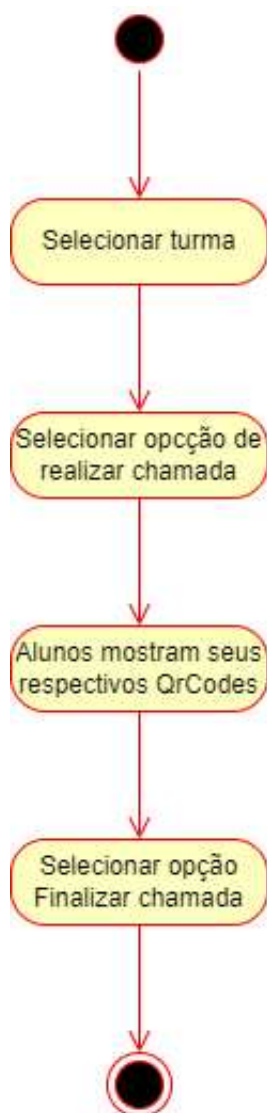 Selecionar turma
Selecionar opcção de
realizar chamada
Alunos mostram seus
respectivos QrCodes
Selecionar opção
Finalizar chamada